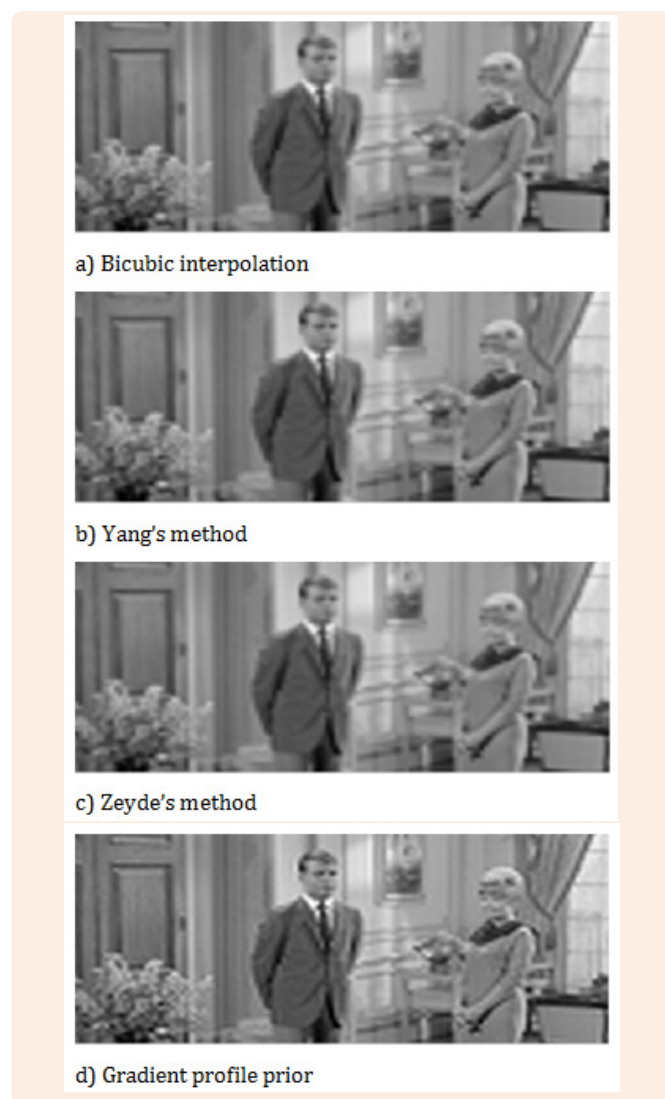 a) Bicubic interpolation
b) Yang's method
c) Zeyde's method
d) Gradient profile prior